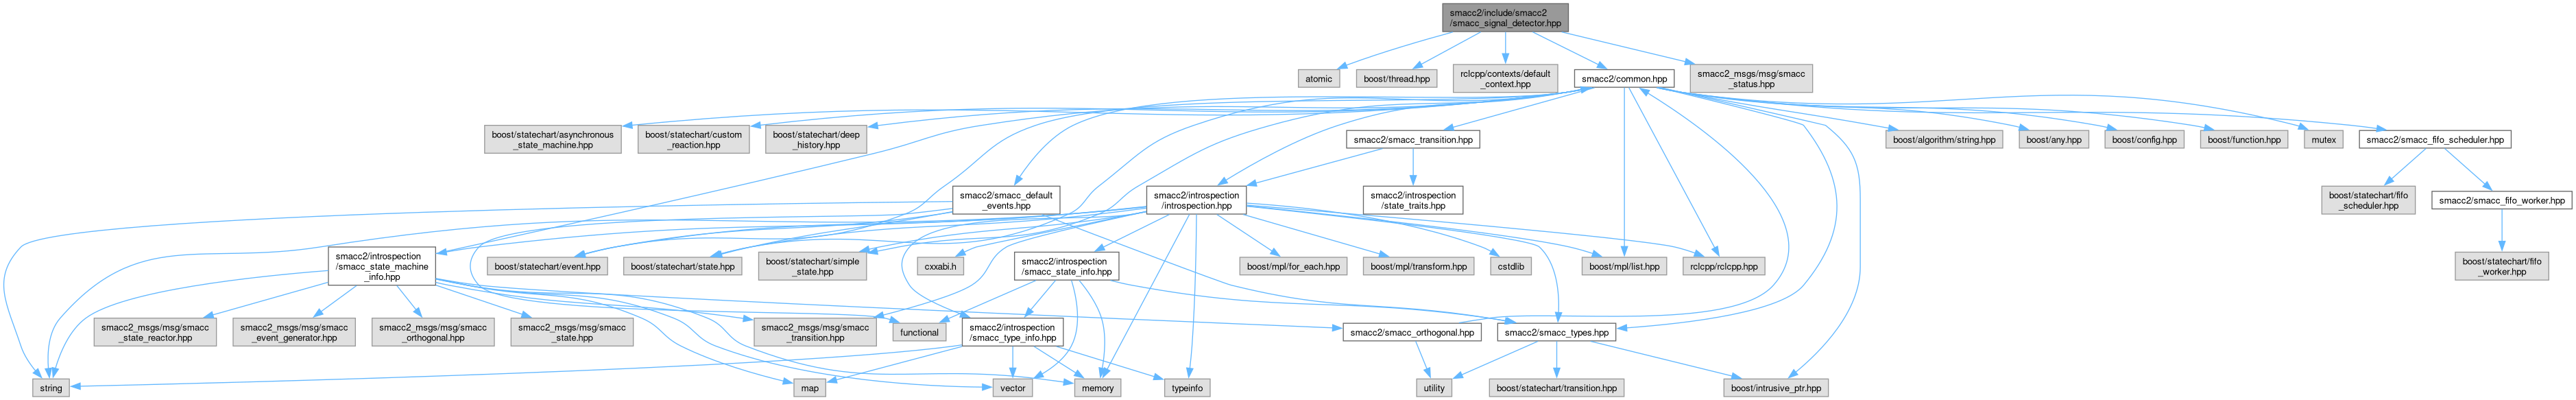 smacc2/include/smacc2
/smacc_signal_detector.hpp
atomic
boost/thread.hpp
rclcpp/contexts/default
_context.hpp
smacc2/common.hpp
smacc2_msgs/msg/smacc
_status.hpp
boost/statechart/asynchronous
_state_machine.hpp
boost/statechart/custom
_reaction.hpp
boost/statechart/deep
_history.hpp
smacc2/smacc_transition.hpp
boost/algorithm/string.hpp
boost/any.hpp
boost/config.hpp
boost/function.hpp
mutex
smacc2/smacc_fifo_scheduler.hpp
smacc2/smacc_default
_events.hpp
smacc2/introspection
/introspection.hpp
smacc2/introspection
/state_traits.hpp
boost/statechart/fifo
_scheduler.hpp
smacc2/smacc_fifo_worker.hpp
smacc2/introspection
/smacc_state_machine
_info.hpp
boost/statechart/event.hpp
boost/statechart/state.hpp
boost/statechart/simple
_state.hpp
cxxabi.h
smacc2/introspection
/smacc_state_info.hpp
boost/mpl/for_each.hpp
boost/mpl/transform.hpp
cstdlib
boost/mpl/list.hpp
rclcpp/rclcpp.hpp
boost/statechart/fifo
_worker.hpp
smacc2_msgs/msg/smacc
_state_reactor.hpp
smacc2_msgs/msg/smacc
_event_generator.hpp
smacc2_msgs/msg/smacc
_orthogonal.hpp
smacc2_msgs/msg/smacc
_state.hpp
smacc2_msgs/msg/smacc
_transition.hpp
functional
smacc2/introspection
/smacc_type_info.hpp
smacc2/smacc_orthogonal.hpp
smacc2/smacc_types.hpp
string
map
vector
memory
typeinfo
utility
boost/statechart/transition.hpp
boost/intrusive_ptr.hpp